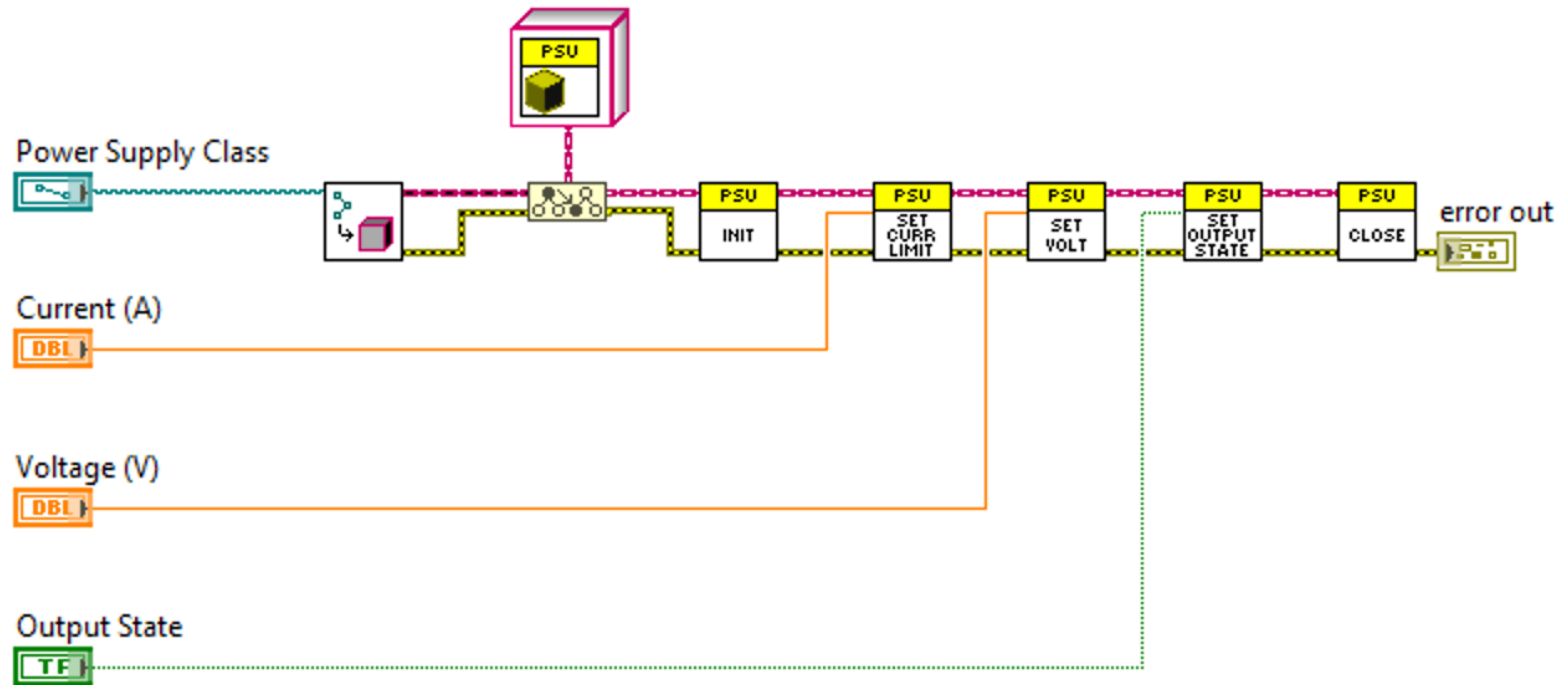 PSU
Power Supply Class
PSU
INIT
PSU
SET
CURR
LIMIT
PSU
SET
VOLT
PSU
SET
OUTPUT
STATE
PSU
CLOSE
error out
Current (A)
DBL
Voltage (V)
DBL
Output State
TF